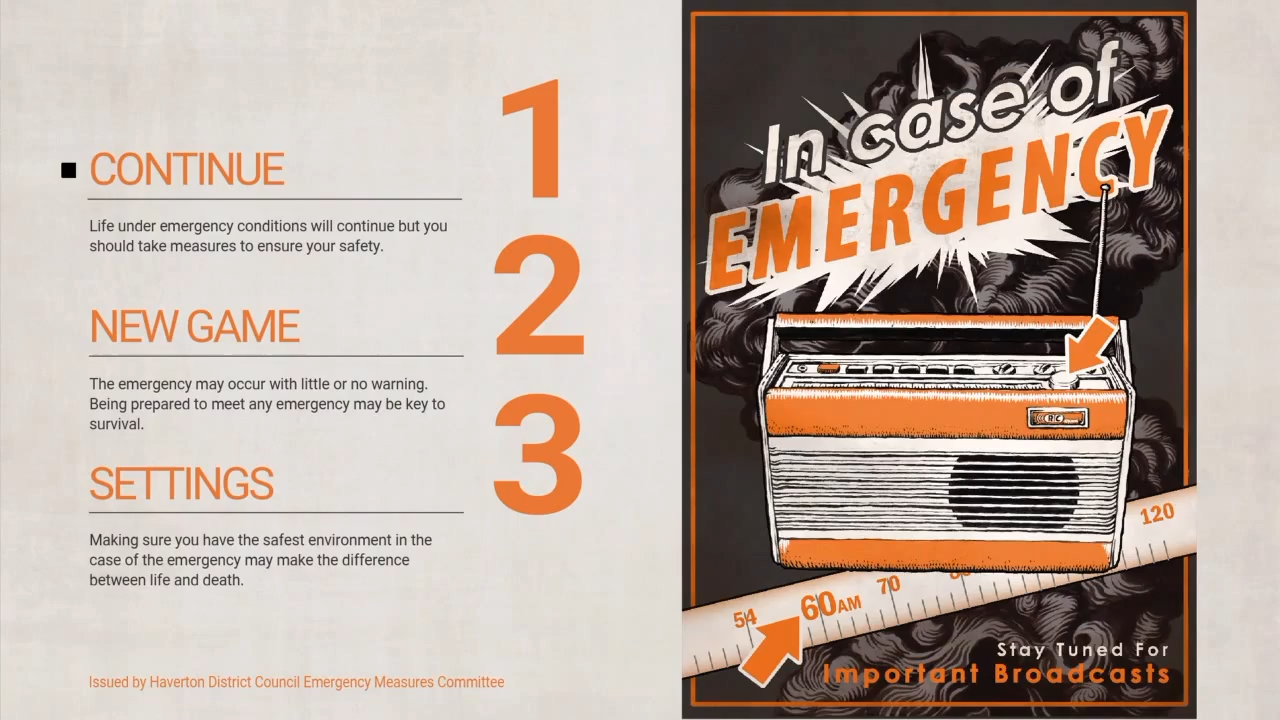 CONTINUE
1
Life under emergency conditions will continue but you
should take measures to ensure your safety.
NEW GAME
2
The emergency may occur with little or no warning.
Being prepared to meet any emergency may be key to
survival.
SETTINGS
3
Making sure you have the safest environment in the
case of the emergency may make the difference
between life and death.
Issued by Haverton District Council Emergency Measures Committee
In case of
EMERGENCY
54 60AM 70 120
Stay Tuned For
Important Broadcasts